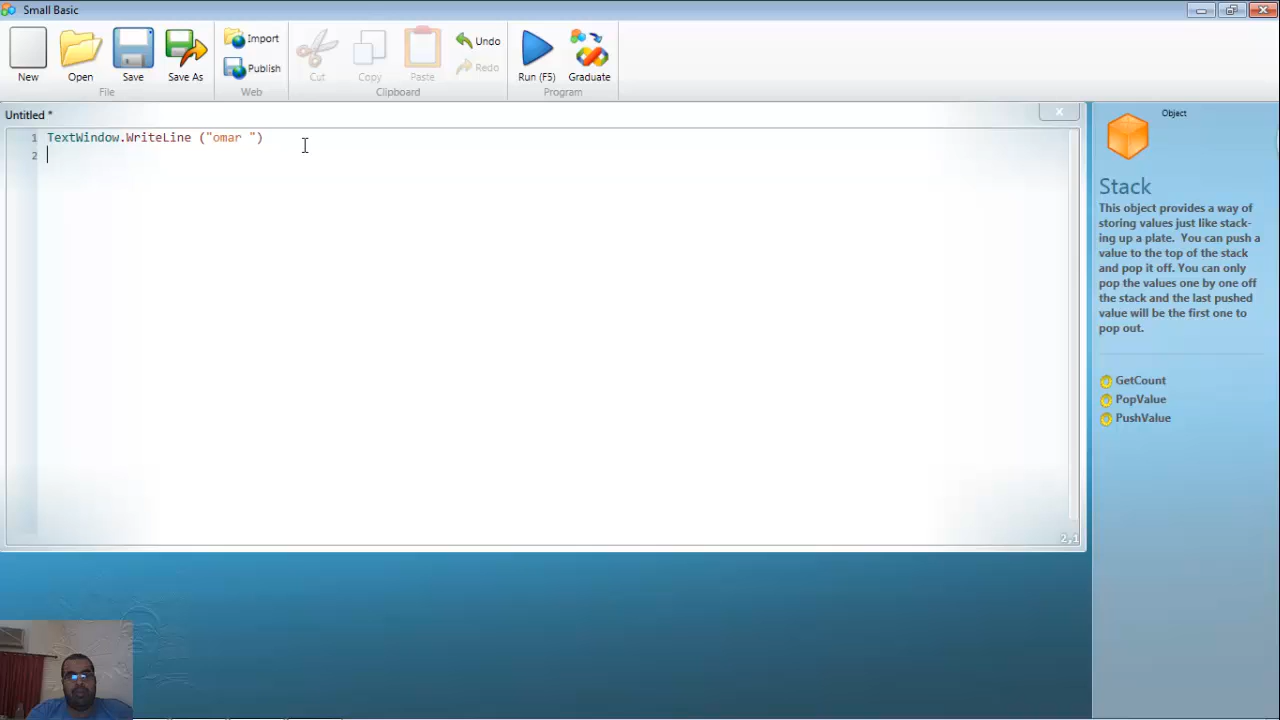 Small Basic
New
Open
Save
Save As
Import
Publish
Cut
Copy
Paste
Undo
Redo
Run (F5)
Graduate
File
Web
Clipboard
Program
Untitled *
1 TextWindow.WriteLine ("omar ")
2
2,1
Object
Stack
This object provides a way of
storing values just like stack-
ing up a plate. You can push a
value to the top of the stack
and pop it off. You can only
pop the values one by one off
the stack and the last pushed
value will be the first one to
pop out.
GetCount
PopValue
PushValue